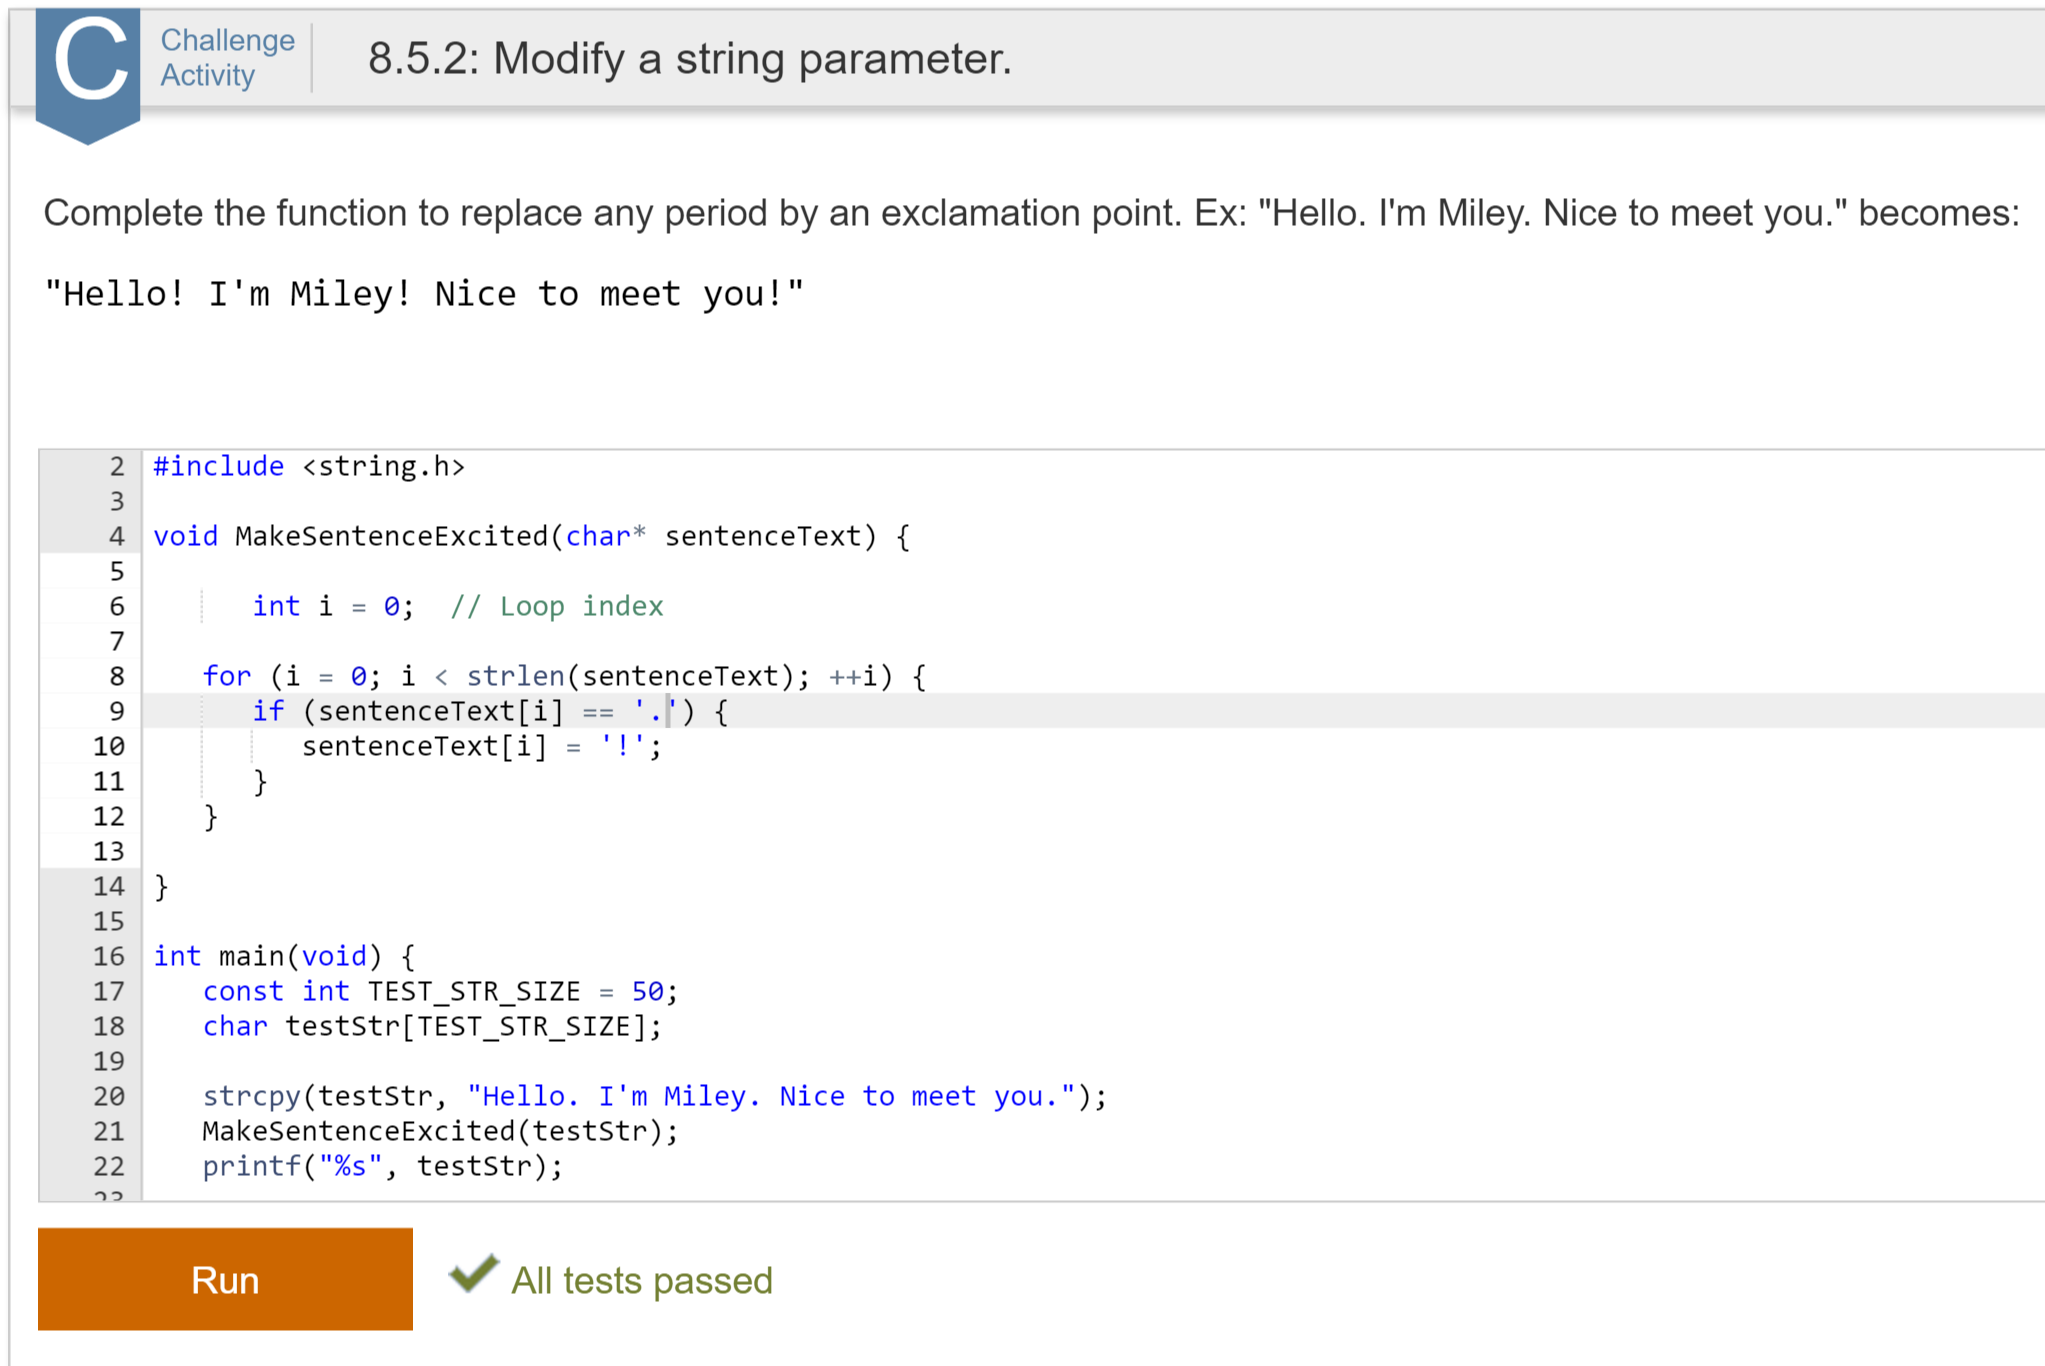 C
Challenge
Activity
8.5.2: Modify a string parameter.
Complete the function to replace any period by an exclamation point. Ex: "Hello. I'm Miley. Nice to meet you." becomes:
"Hello! I'm Miley! Nice to meet you!"
2 #include <string.h>
3
4 void MakeSentenceExcited(char* sentenceText) {
5
6       int i = 0;  // Loop index
7
8    for (i = 0; i < strlen(sentenceText); ++i) {
9       if (sentenceText[i] == '.') {
10          sentenceText[i] = '!';
11       }
12    }
13
14 }
15
16 int main(void) {
17    const int TEST_STR_SIZE = 50;
18    char testStr[TEST_STR_SIZE];
19
20    strcpy(testStr, "Hello. I'm Miley. Nice to meet you.");
21    MakeSentenceExcited(testStr);
22    printf("%s", testStr);
23
Run
All tests passed